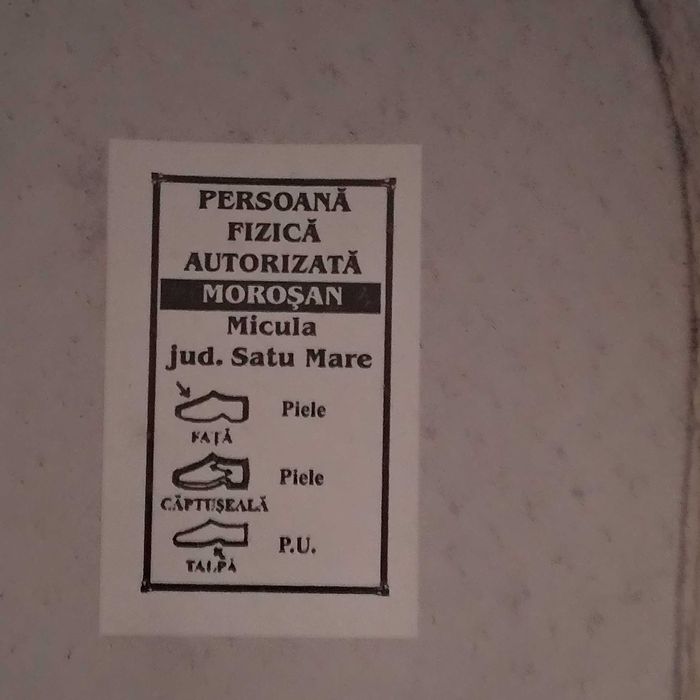 PERSOANĂ
FIZICĂ
AUTORIZATĂ
MOROŞAN
Micula
jud. Satu Mare
Piele
FAŢĂ
Piele
CĂPTUŞEALĂ
P.U.
TALPĂ